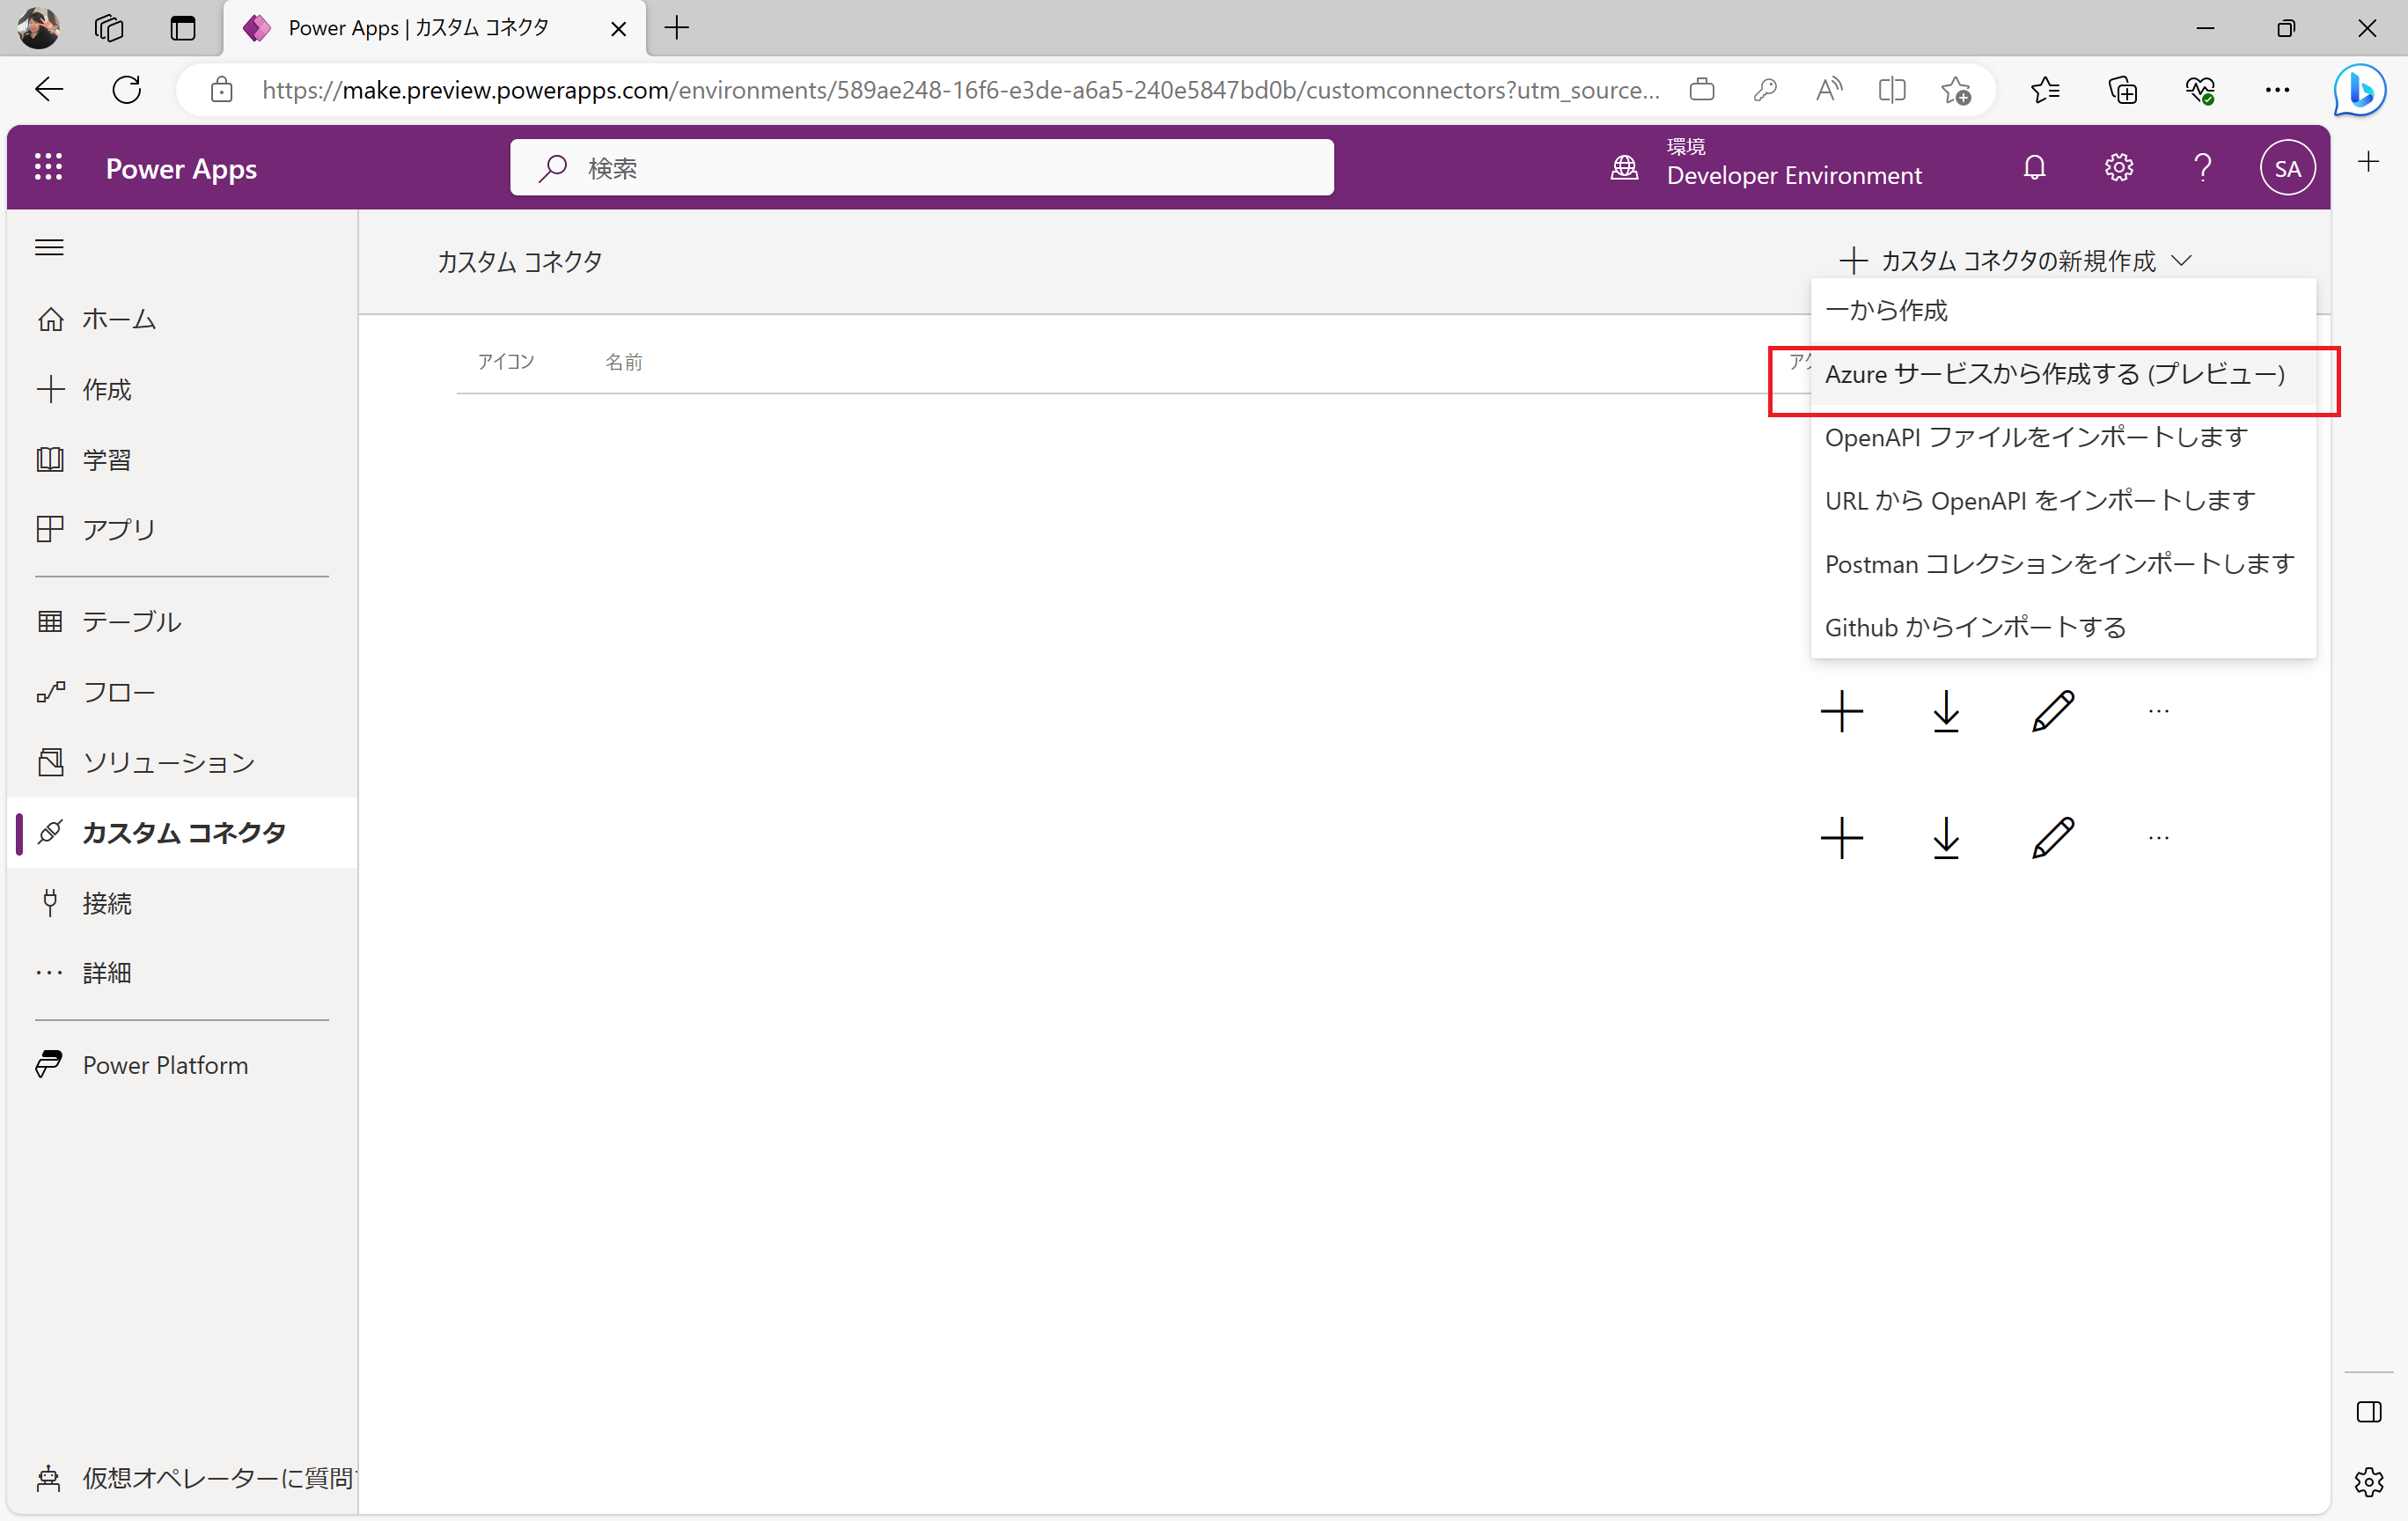 Power Apps | カスタム コネクタ
https://make.preview.powerapps.com/environments/589ae248-16f6-e3de-a6a5-240e5847bd0b/customconnectors?utm_source...
Power Apps
検索
環境
Developer Environment
SA
カスタム コネクタ
カスタム コネクタの新規作成
一から作成
Azure サービスから作成する (プレビュー)
OpenAPI ファイルをインポートします
URL から OpenAPI をインポートします
Postman コレクションをインポートします
Github からインポートする
アイコン
名前
ホーム
作成
学習
アプリ
テーブル
フロー
ソリューション
カスタム コネクタ
接続
詳細
Power Platform
仮想オペレーターに質問